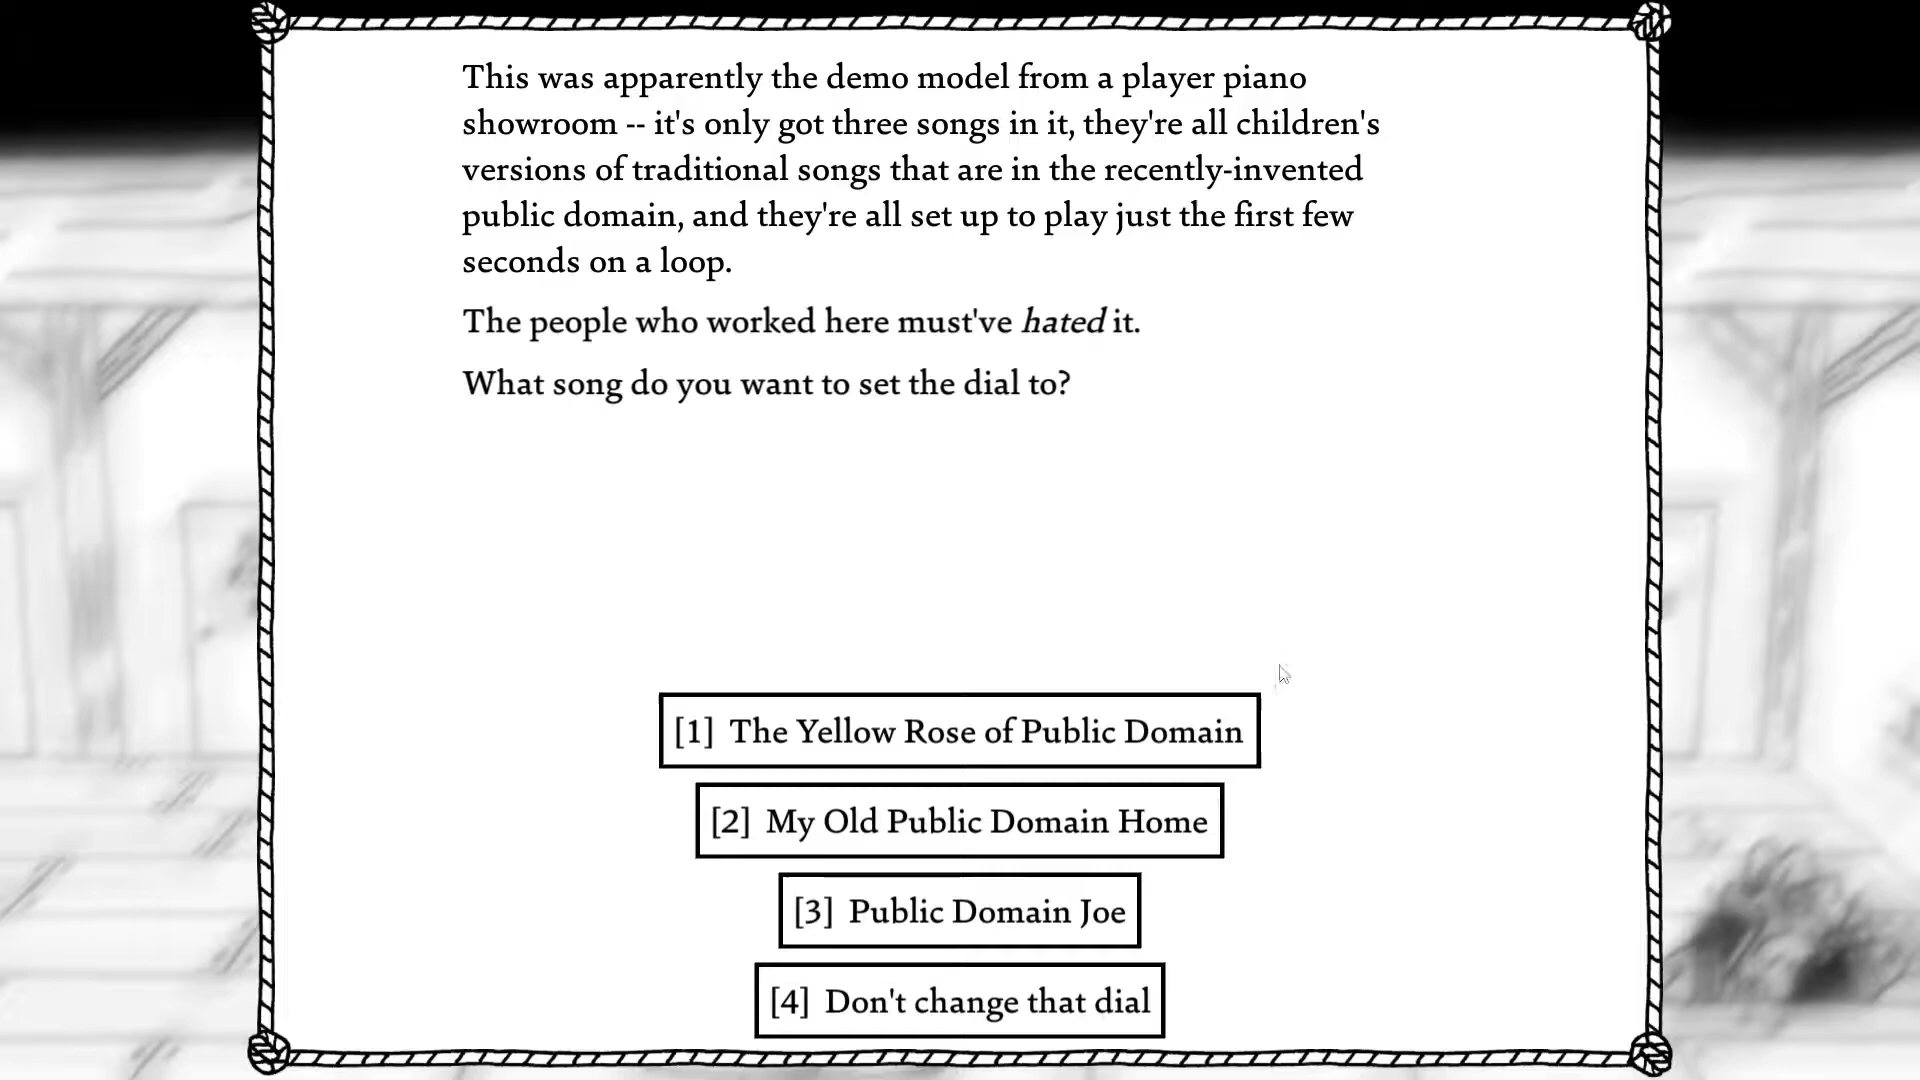 This was apparently the demo model from a player piano
showroom -- it's only got three songs in it, they're all children's
versions of traditional songs that are in the recently-invented
public domain, and they're all set up to play just the first few
seconds on a loop.
The people who worked here must've hated it.
What song do you want to set the dial to?
[1] The Yellow Rose of Public Domain
[2] My Old Public Domain Home
[3] Public Domain Joe
[4] Don't change that dial